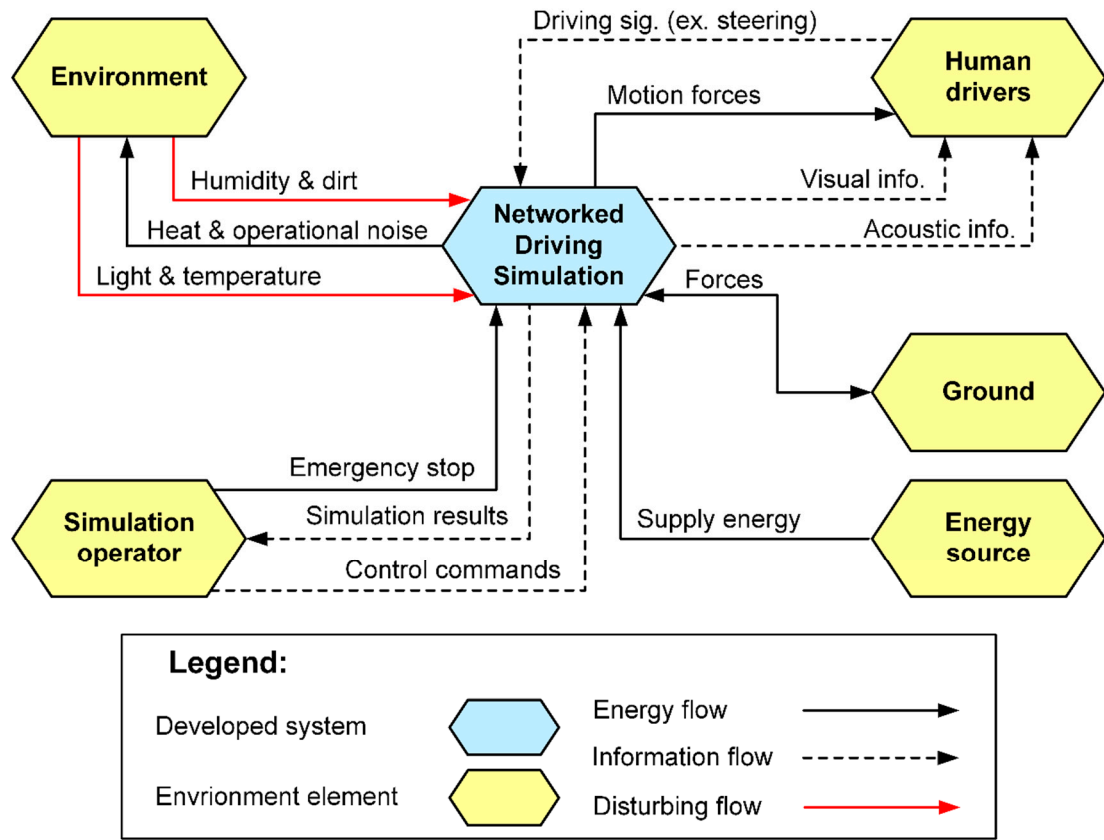 Driving sig. (ex. steering)
Environment
Human
drivers
Motion forces
Humidity & dirt
Visual info.
Networked
Driving
Simulation
Heat & operational noise
Acoustic info.
Light & temperature
Forces
Ground
Emergency stop
Simulation
operator
Simulation results
Supply energy
Energy
source
Control commands
Legend:
Developed system
Energy flow
Information flow
Envrionment element
Disturbing flow